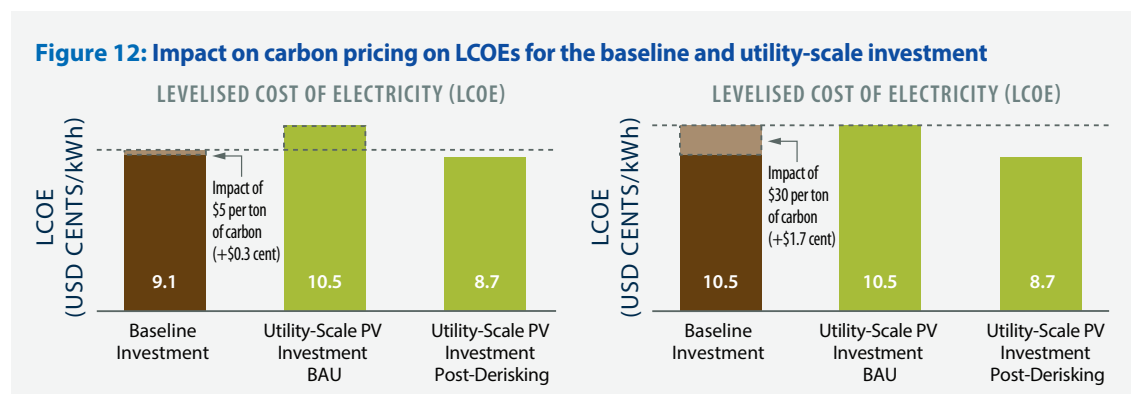 Figure 12: Impact on carbon pricing on LCOEs for the baseline and utility-scale investment
LEVELISED COST OF ELECTRICITY (LCOE)
LCOE
(USD CENTS/kWh)
Impact of
$5 per ton
of carbon
(+$0.3 cent)
9.1
10.5
8.7
Baseline
Investment
Utility-Scale PV
Investment
BAU
Utility-Scale PV
Investment
Post-Derisking
LEVELISED COST OF ELECTRICITY (LCOE)
LCOE
(USD CENTS/kWh)
Impact of
$30 per ton
of carbon
(+$1.7 cent)
10.5
10.5
8.7
Baseline
Investment
Utility-Scale PV
Investment
BAU
Utility-Scale PV
Investment
Post-Derisking